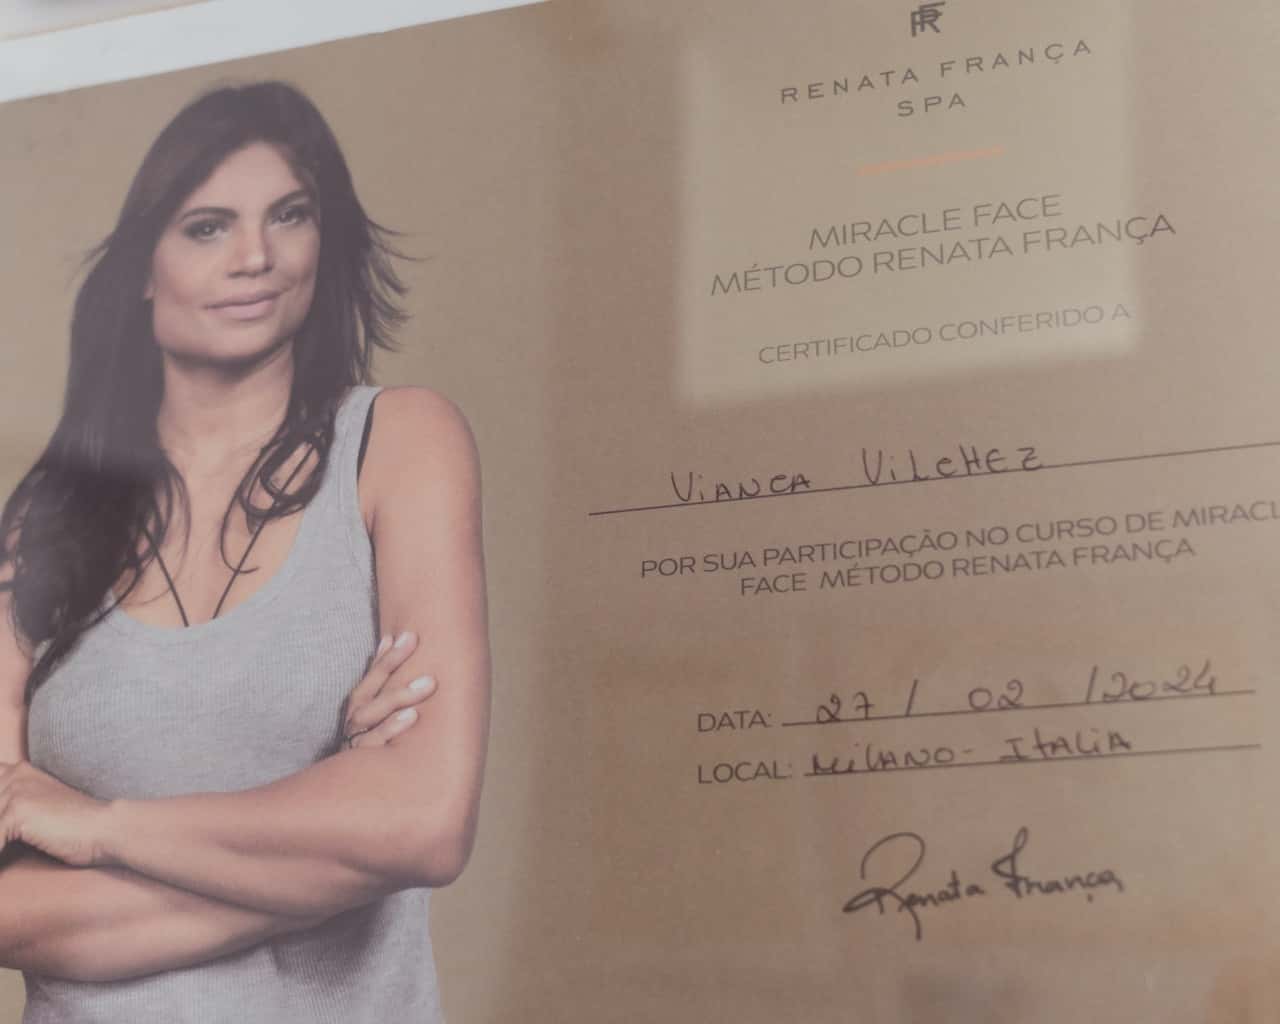 RENATA FRANÇA
SPA
MIRACLE FACE
MÉTODO RENATA FRANÇA
CERTIFICADO CONFERIDO A
ViANCA ViLCHEZ
POR SUA PARTICIPAÇÃO NO CURSO DE MIRACL
FACE MÉTODO RENATA FRANÇA
DATA: 27 / 02 /2024
LOCAL: MiLANO - ItALiA
Renata França